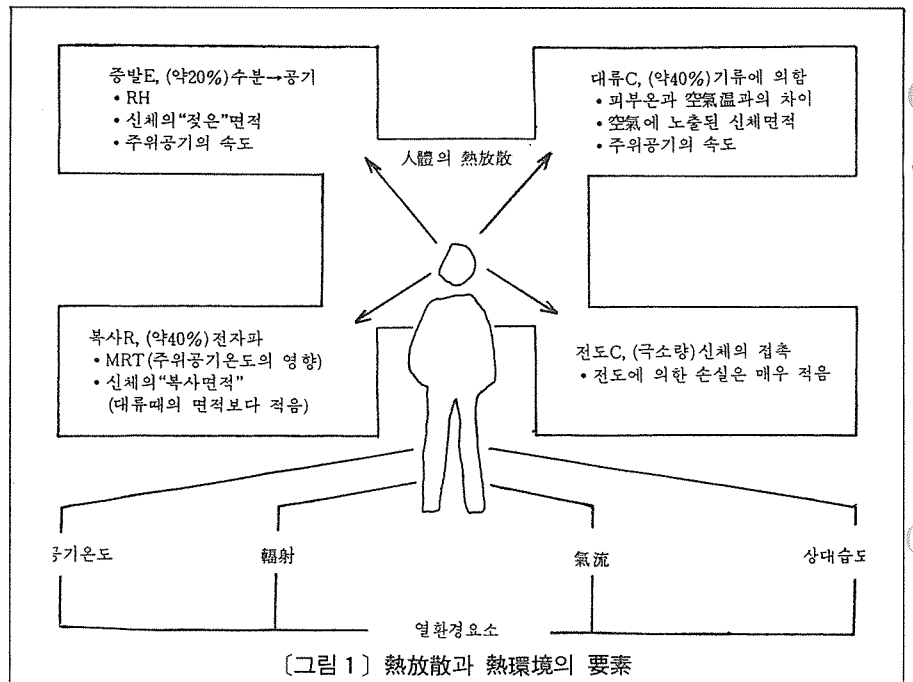 증발E, (약20%)수분→공기
• RH
• 신체의“젖은”면적
• 주위공기의 속도
대류C, (약40%)기류에 의함
• 피부온과 空氣温과의 차이
• 空氣에 노출된 신체면적
• 주위공기의 속도
人體의 熱放散
복사R, (약40%)전자파
• MRT(주위공기온도의 영향)
• 신체의“복사면적”
(대류때의 면적보다 적음)
전도C, (극소량)신체의 접촉
• 전도에 의한 손실은 매우 적음
공기온도
輻射
氣流
상대습도
열환경요소
〔그림 1〕 熱放散과 熱環境의 要素